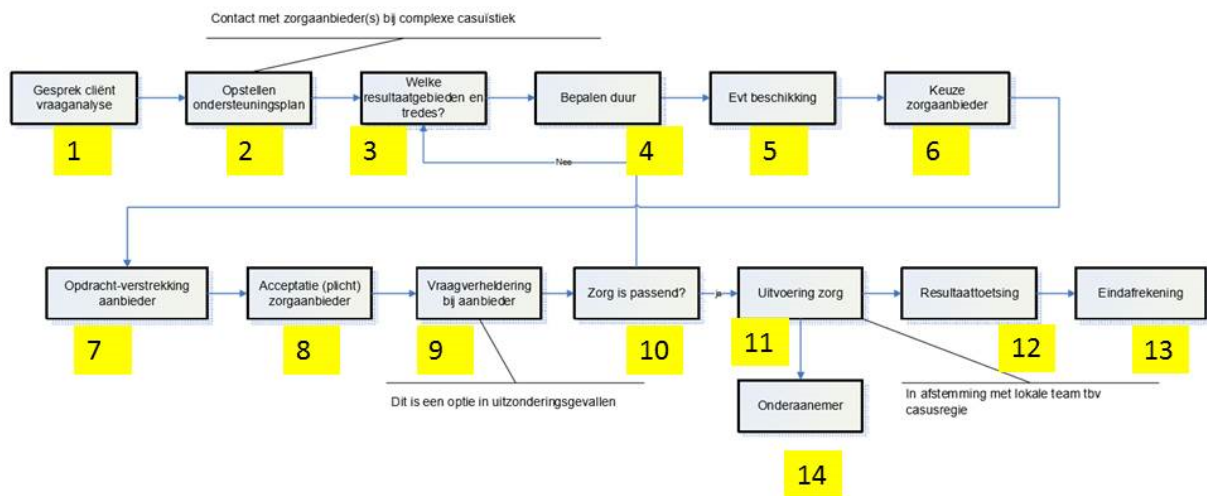 Contact met zorgaanbieder(s) bij complexe casuïstiek
Gesprek cliënt
vraaganalyse
Opstellen
ondersteuningsplan
Welke
resultaatgebieden en
tredes?
Bepalen duur
Evt beschikking
Keuze
zorgaanbieder
1
2
3
4
5
6
Nee
Opdracht-verstrekking
aanbieder
Acceptatie (plicht)
zorgaanbieder
Vraagverheldering
bij aanbieder
Zorg is passend?
ja
Uitvoering zorg
Resultaattoetsing
Eindafrekening
7
8
9
10
11
12
13
Dit is een optie in uitzonderingsgevallen
Onderaanemer
In afstemming met lokale team tbv
casusregie
14